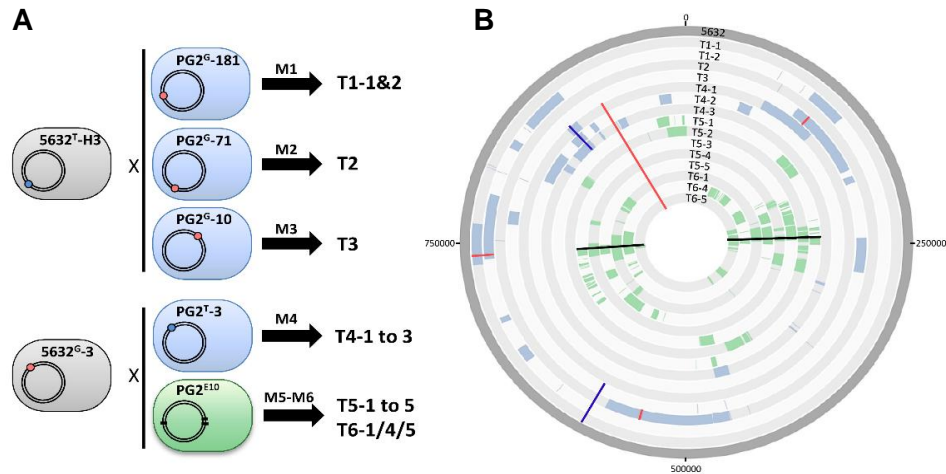 A
5632ᵀ-H3
X
PG2ᴳ-181
M1
T1-1&2
PG2ᴳ-71
M2
T2
PG2ᴳ-10
M3
T3
5632ᴳ-3
X
PG2ᵀ-3
M4
T4-1 to 3
PG2ᴱ¹⁰
M5-M6
T5-1 to 5
T6-1/4/5
B
0
5632
T1-1
T1-2
T2
T3
T4-1
T4-2
T4-3
T5-1
T5-2
T5-3
T5-4
T5-5
T6-1
T6-4
T6-5
750000
250000
500000